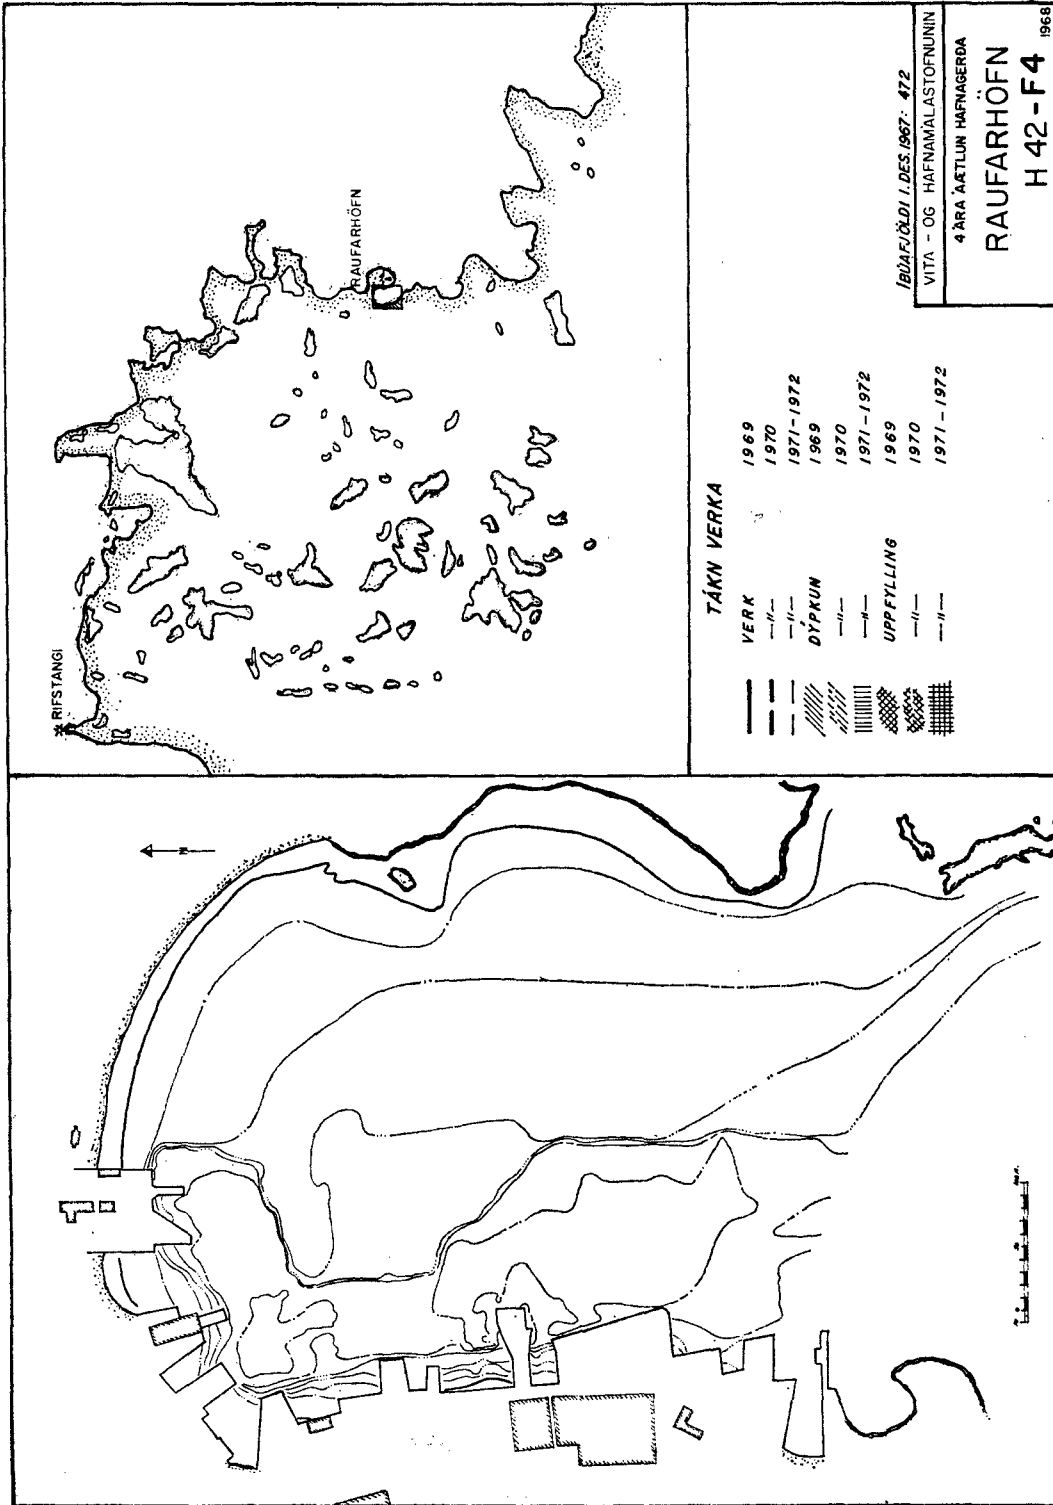 RIFSTANGI
RAUFARHÖFN
N
TÁKN VERKA
VERK 1969
—〃— 1970
—〃— 1971-1972
DÝPKUN 1969
—〃— 1970
—〃— 1971-1972
UPPFYLLING 1969
—〃— 1970
—〃— 1971-1972
ÍBÚAFJÖLDI 1. DES. 1967: 472
VITA - OG HAFNAMÁLASTOFNUNIN
4 ÁRA ÁÆTLUN HAFNAGERÐA
RAUFARHÖFN
H 42 - F4
1968